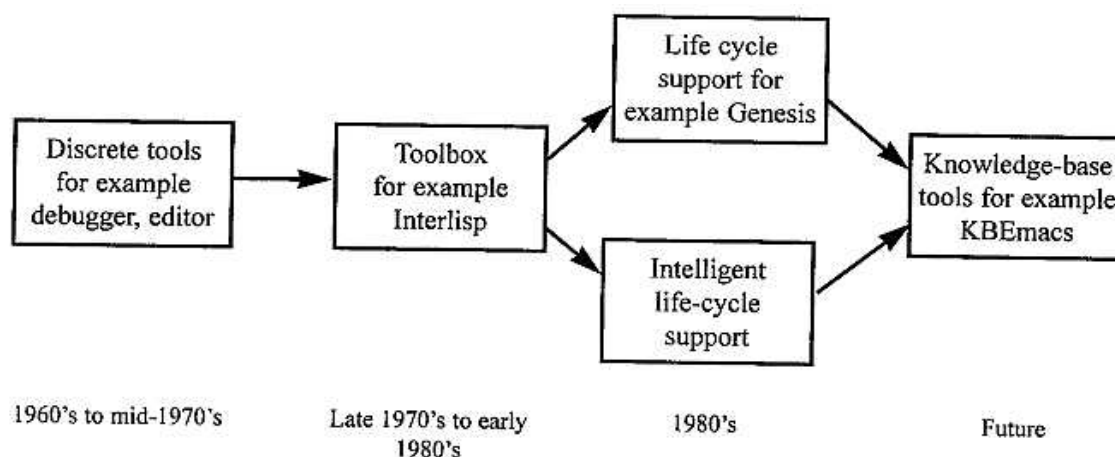 Discrete tools
for example
debugger, editor
Toolbox
for example
Interlisp
Life cycle
support for
example Genesis
Intelligent
life-cycle
support
Knowledge-base
tools for example
KBEmacs
1960's to mid-1970's
Late 1970's to early
1980's
1980's
Future